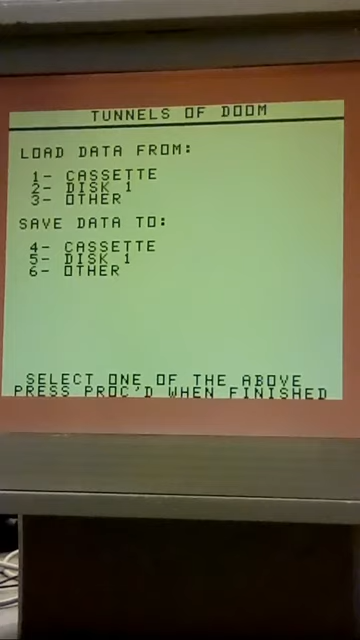 TUNNELS OF DOOM
LOAD DATA FROM:
1- CASSETTE
2- DISK 1
3- OTHER
SAVE DATA TO:
4- CASSETTE
5- DISK 1
6- OTHER
SELECT ONE OF THE ABOVE
PRESS PROC'D WHEN FINISHED